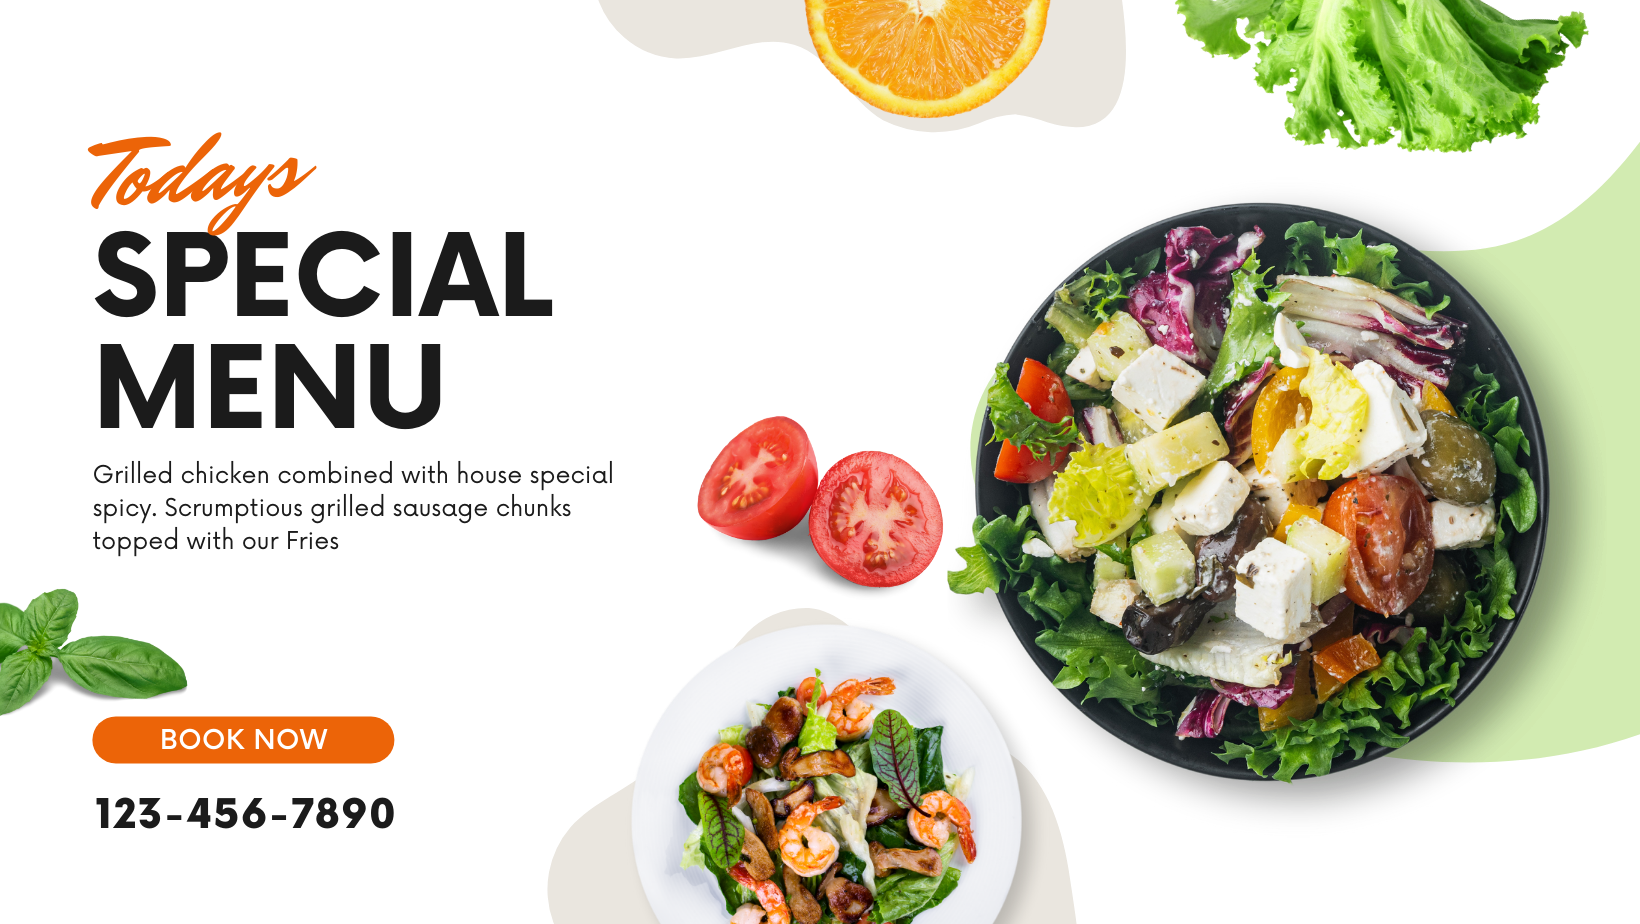 Todays
SPECIAL
MENU
Grilled chicken combined with house special
spicy. Scrumptious grilled sausage chunks
topped with our Fries
BOOK NOW
123-456-7890